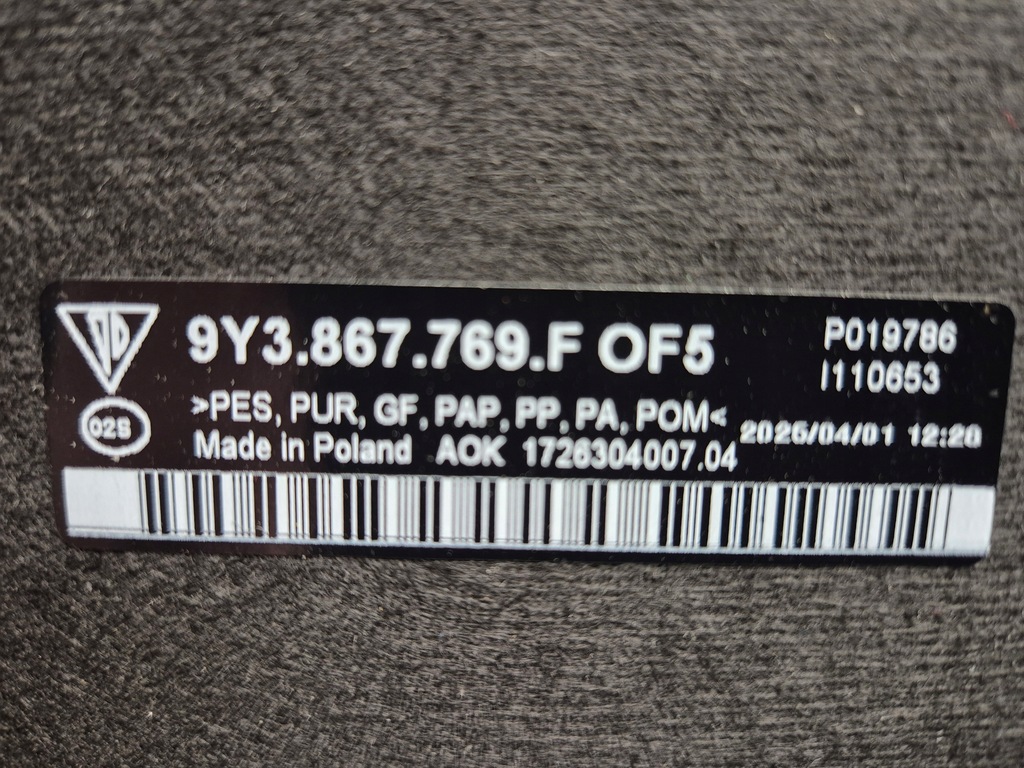 9Y3.867.769.F OF5
P019786
I110653
>PES, PUR, GF, PAP, PP, PA, POM<
2025/04/01 12:20
02S
Made in Poland AOK 1726304007.04